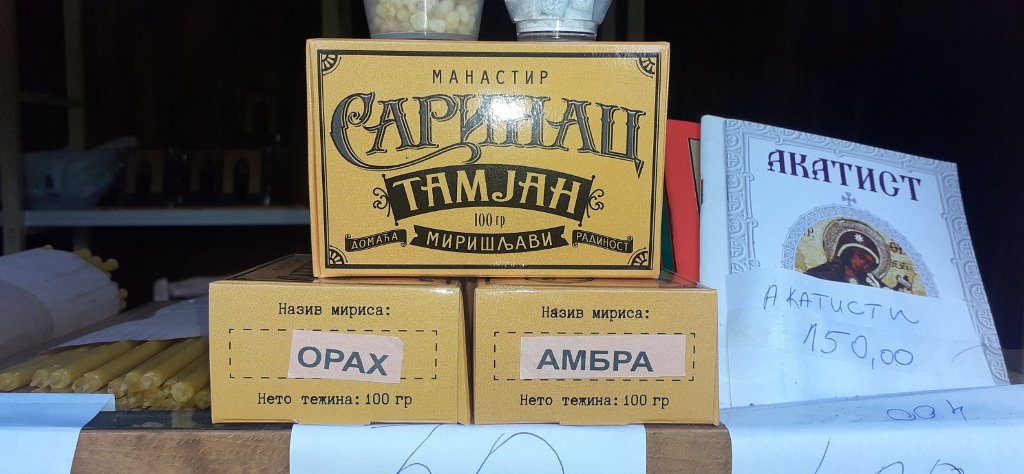 МАНАСТИР
САРИНАЦ
ТАМЈАН
100 гр
ДОМАЋА МИРИШЉАВИ РАДИНОСТ
Назив мириса:
ОРАХ
Нето тежина: 100 гр
Назив мириса:
АМБРА
Нето тежина: 100 гр
АКАТИСТ
АКАТИСТИ
150,00